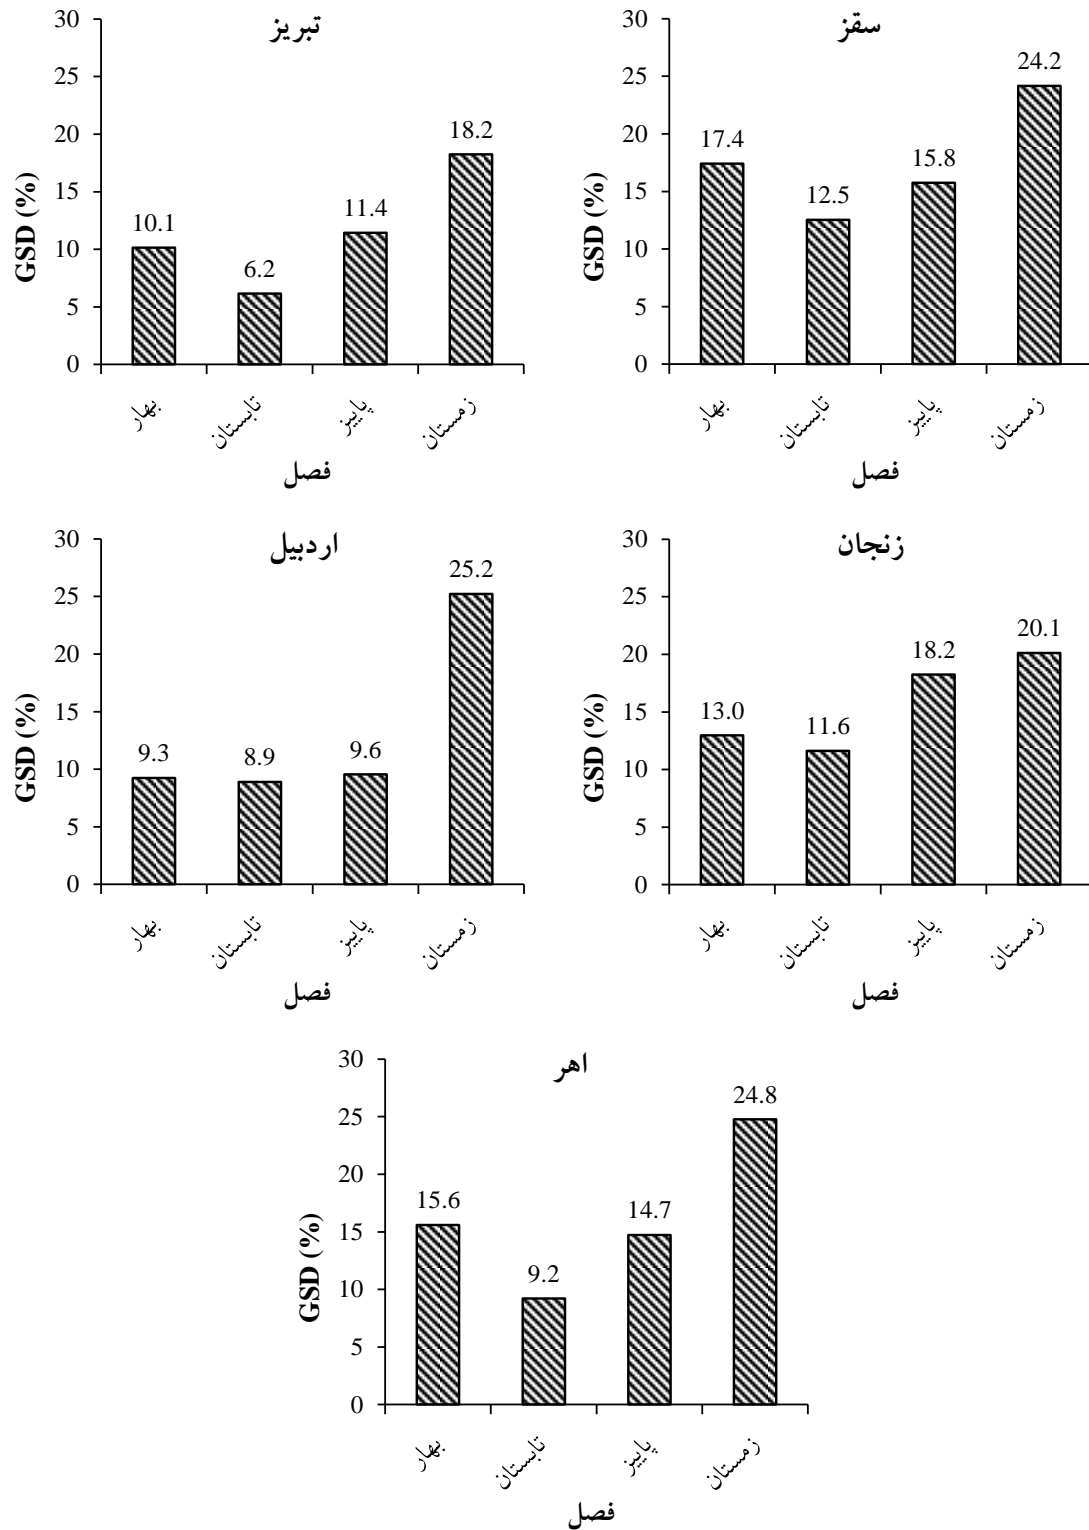 تبریز
GSD (%)
30
25
20
15
10
5
0
10.1
6.2
11.4
18.2
بهار
تابستان
پاییز
زمستان
فصل
سقز
GSD (%)
30
25
20
15
10
5
0
17.4
12.5
15.8
24.2
بهار
تابستان
پاییز
زمستان
فصل
اردبیل
GSD (%)
30
25
20
15
10
5
0
9.3
8.9
9.6
25.2
بهار
تابستان
پاییز
زمستان
فصل
زنجان
GSD (%)
30
25
20
15
10
5
0
13.0
11.6
18.2
20.1
بهار
تابستان
پاییز
زمستان
فصل
اهر
GSD (%)
30
25
20
15
10
5
0
15.6
9.2
14.7
24.8
بهار
تابستان
پاییز
زمستان
فصل